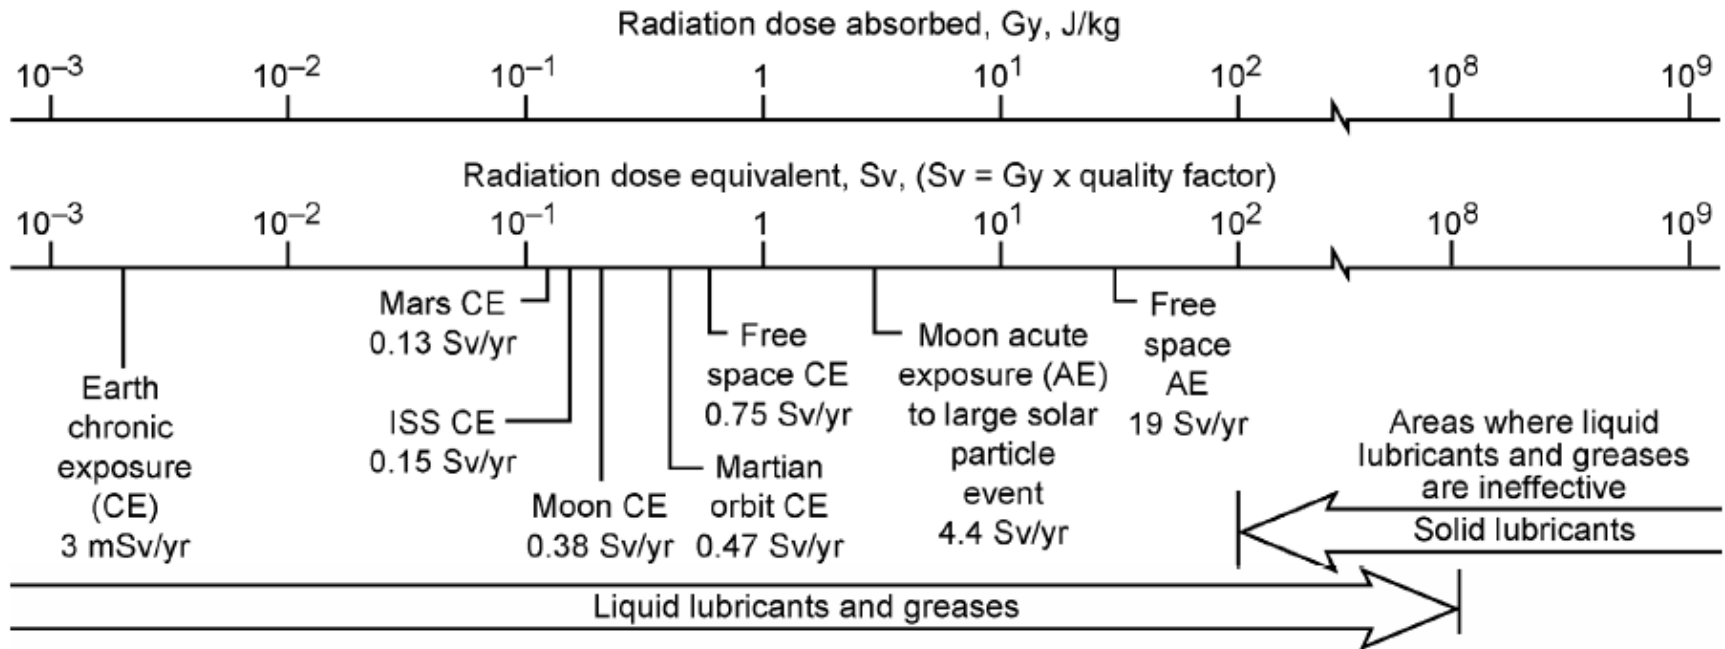 Radiation dose absorbed, Gy, J/kg
10⁻³ 10⁻² 10⁻¹ 1 10¹ 10² 10⁸ 10⁹
Radiation dose equivalent, Sv, (Sv = Gy x quality factor)
10⁻³ 10⁻² 10⁻¹ 1 10¹ 10² 10⁸ 10⁹
Earth
chronic
exposure
(CE)
3 mSv/yr
Mars CE
0.13 Sv/yr
ISS CE
0.15 Sv/yr
Moon CE
0.38 Sv/yr
Martian
orbit CE
0.47 Sv/yr
Free
space CE
0.75 Sv/yr
Moon acute
exposure (AE)
to large solar
particle
event
4.4 Sv/yr
Free
space
AE
19 Sv/yr
Areas where liquid
lubricants and greases
are ineffective
Solid lubricants
Liquid lubricants and greases